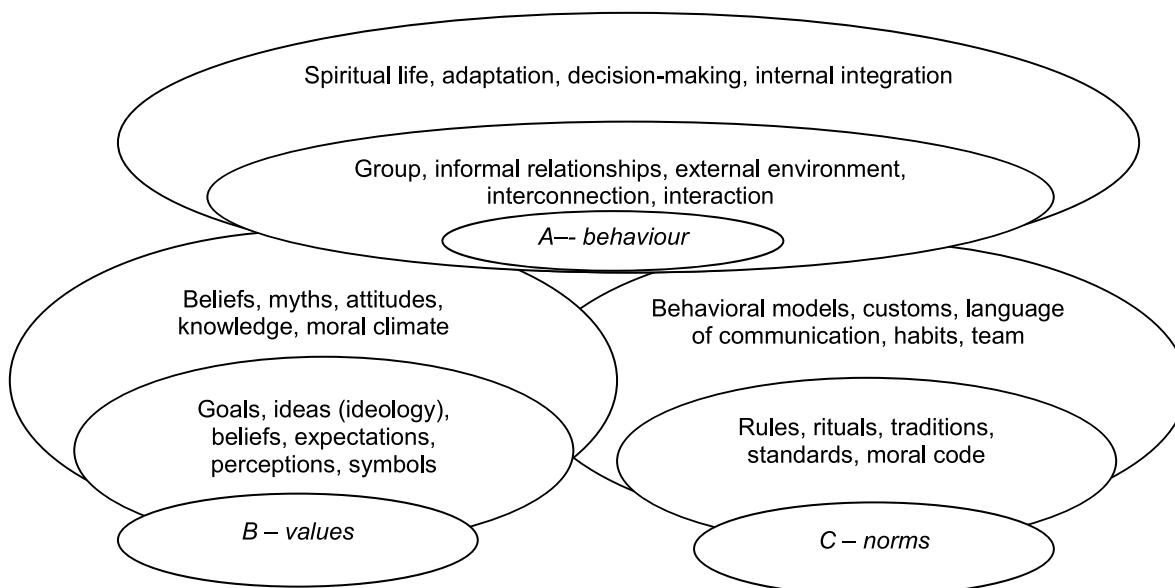 Spiritual life, adaptation, decision-making, internal integration
Group, informal relationships, external environment,
interconnection, interaction
A–- behaviour
Beliefs, myths, attitudes,
knowledge, moral climate
Goals, ideas (ideology),
beliefs, expectations,
perceptions, symbols
B – values
Behavioral models, customs, language
of communication, habits, team
Rules, rituals, traditions,
standards, moral code
C – norms